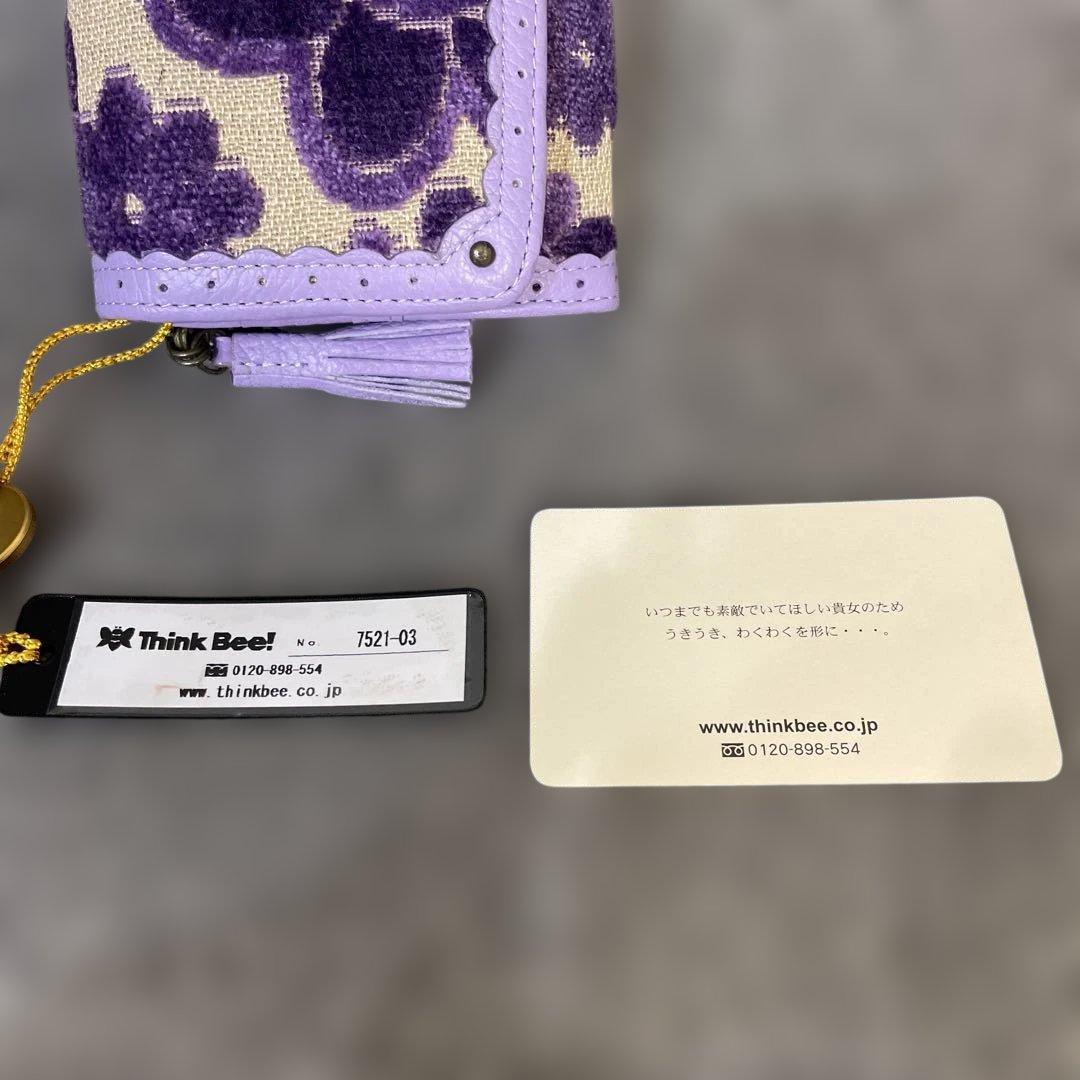 Think Bee! No. 7521-03
0120-898-554
www.thinkbee.co.jp
いつまでも素敵でいてほしい貴女のため
うきうき、わくわくを形に・・・。
www.thinkbee.co.jp
0120-898-554